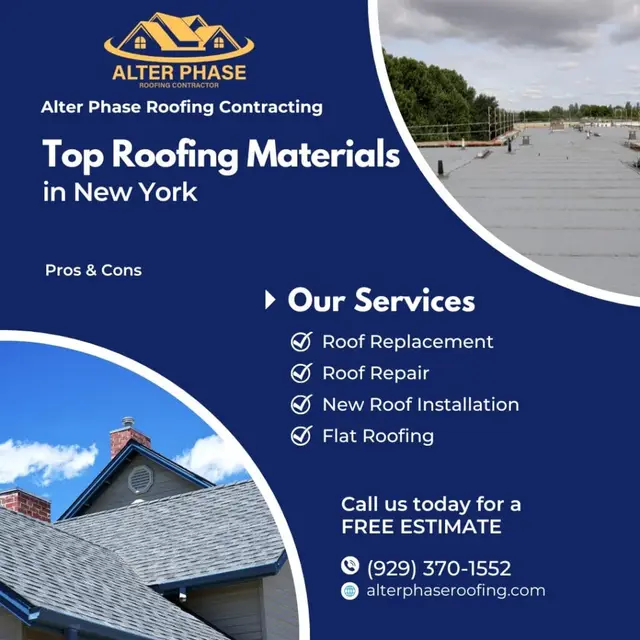 ALTER PHASE
ROOFING CONTRACTOR
Alter Phase Roofing Contracting
Top Roofing Materials
in New York
Pros & Cons
Our Services
Roof Replacement
Roof Repair
New Roof Installation
Flat Roofing
Call us today for a
FREE ESTIMATE
(929) 370-1552
alterphaseroofing.com